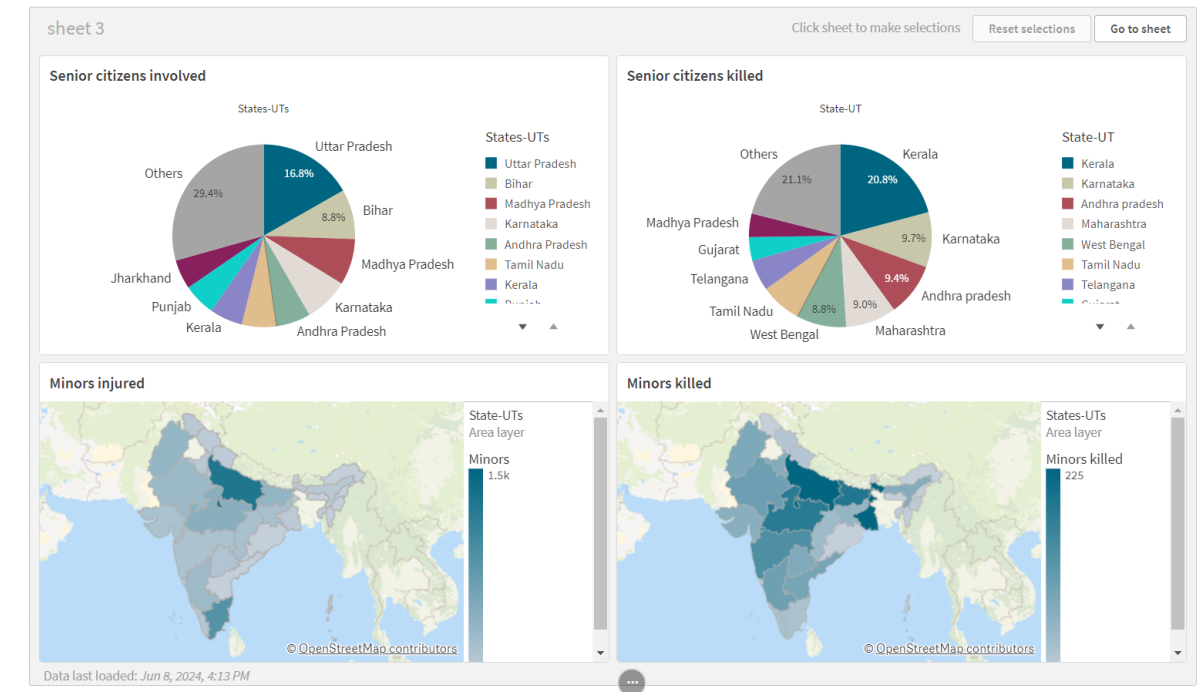 sheet 3
Click sheet to make selections
Reset selections
Go to sheet
Senior citizens involved
States-UTs
Uttar Pradesh
Others
16.8%
29.4%
8.8%
Bihar
Madhya Pradesh
Jharkhand
Punjab
Karnataka
Kerala
Andhra Pradesh
States-UTs
Uttar Pradesh
Bihar
Madhya Pradesh
Karnataka
Andhra Pradesh
Tamil Nadu
Kerala
Senior citizens killed
State-UT
Others
Kerala
21.1%
20.8%
Madhya Pradesh
9.7%
Karnataka
Gujarat
Telangana
9.4%
Andhra pradesh
Tamil Nadu
8.8%
9.0%
West Bengal
Maharashtra
State-UT
Kerala
Karnataka
Andhra pradesh
Maharashtra
West Bengal
Tamil Nadu
Telangana
Minors injured
State-UTs
Area layer
Minors
1.5k
© OpenStreetMap contributors
Minors killed
States-UTs
Area layer
Minors killed
225
© OpenStreetMap contributors
Data last loaded: Jun 8, 2024, 4:13 PM